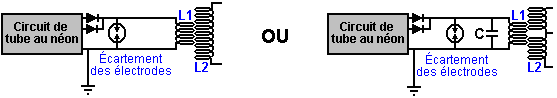 Circuit de
tube au néon
L1
Écartement
des électrodes
L2
OU
Circuit de
tube au néon
L1
C
Écartement
des électrodes
L2